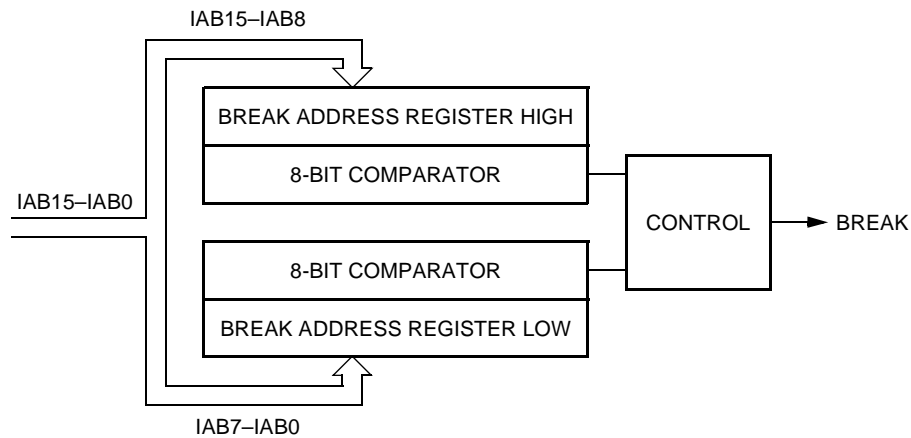 IAB15–IAB8
BREAK ADDRESS REGISTER HIGH
8-BIT COMPARATOR
IAB15–IAB0
CONTROL
BREAK
8-BIT COMPARATOR
BREAK ADDRESS REGISTER LOW
IAB7–IAB0